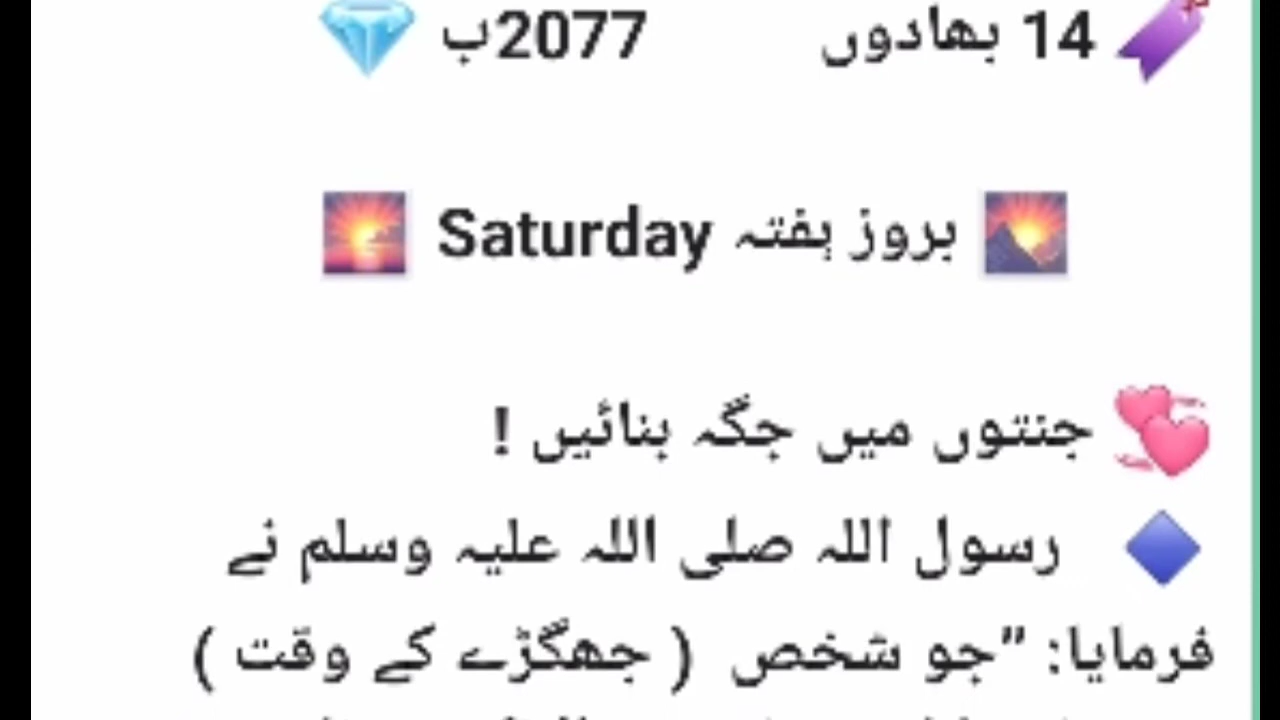 14 بھادوں 2077ب
بروز ہفتہ Saturday
جنتوں میں جگہ بنائیں !
رسول اللہ صلی اللہ علیہ وسلم نے
فرمایا: ”جو شخص ( جھگڑے کے وقت )